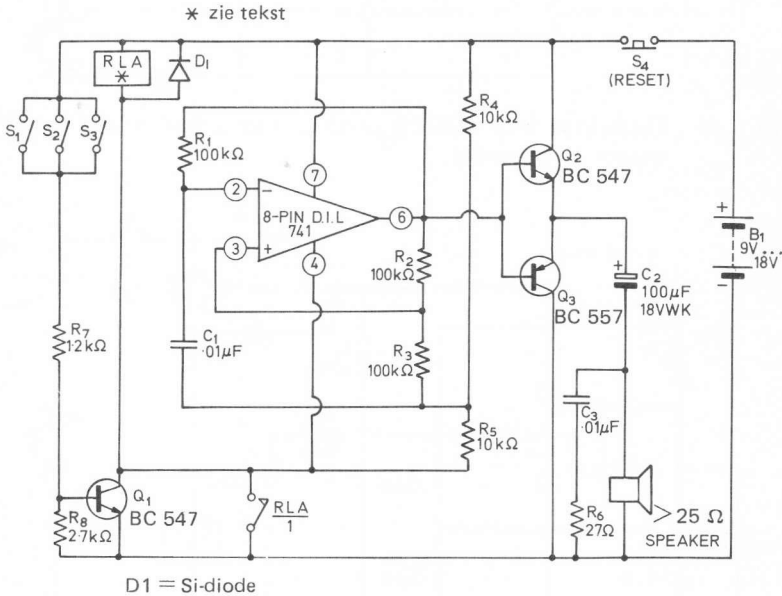 * zie tekst
RLA
*
D1
S4
(RESET)
S1
S2
S3
R4
10kΩ
R1
100kΩ
Q2
BC 547
7
2
−
8-PIN D.I.L
741
6
3
+
4
R2
100kΩ
+
B1
9V...
18V
−
+
C2
100µF
18VWK
Q3
BC 557
R7
1·2kΩ
C1
·01µF
R3
100kΩ
C3
·01µF
R5
10kΩ
Q1
BC 547
RLA
1
R8
2·7kΩ
R6
27Ω
>25 Ω
SPEAKER
D1 = Si-diode